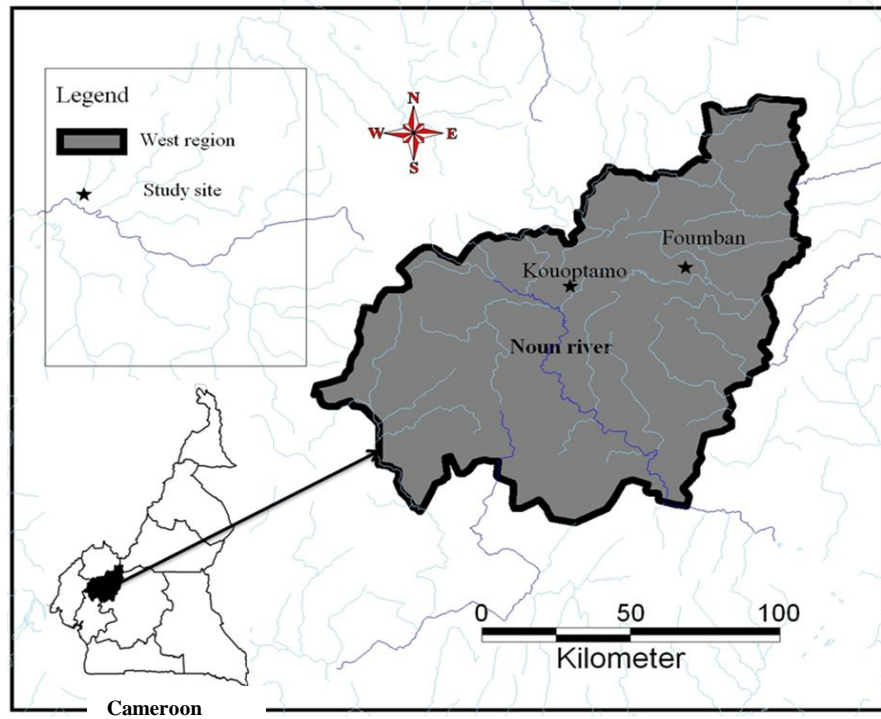 Legend
West region
Study site
N
W E
S
Foumban
Kouoptamo
Noun river
0 50 100
Kilometer
Cameroon